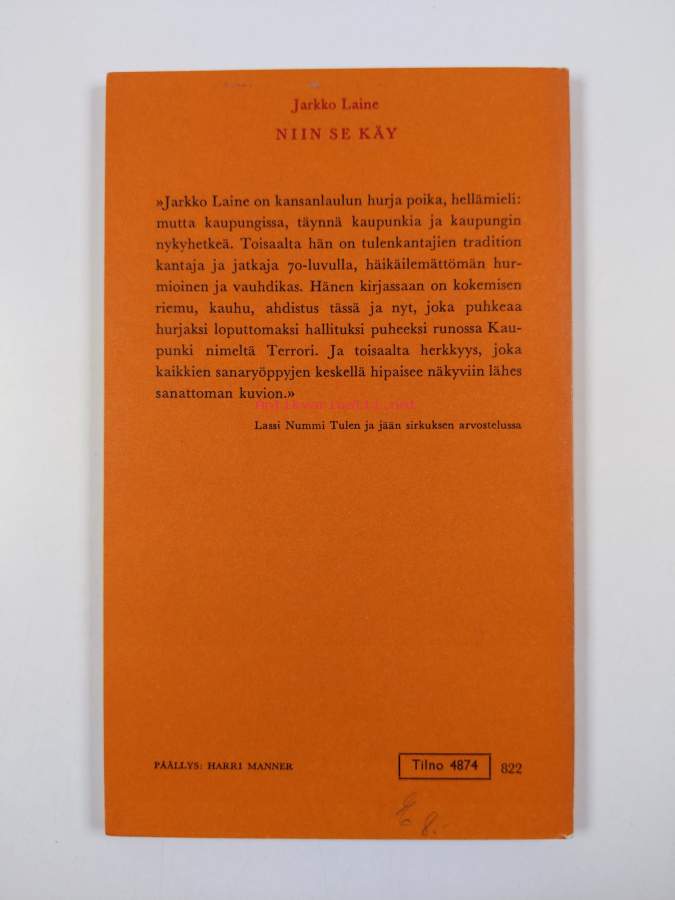 Jarkko Laine
NIIN SE KÄY
»Jarkko Laine on kansanlaulun hurja poika, hellämieli:
mutta kaupungissa, täynnä kaupunkia ja kaupungin
nykyhetkeä. Toisaalta hän on tulenkantajien tradition
kantaja ja jatkaja 70-luvulla, häikäilemättömän hur-
mioinen ja vauhdikas. Hänen kirjassaan on kokemisen
riemu, kauhu, ahdistus tässä ja nyt, joka puhkeaa
hurjaksi loputtomaksi hallituksi puheeksi runossa Kau-
punki nimeltä Terrori. Ja toisaalta herkkyys, joka
kaikkien sanaryöppyjen keskellä hipaisee näkyviin lähes
sanattoman kuvion.»
Lassi Nummi Tulen ja jään sirkuksen arvostelussa
PÄÄLLYS: HARRI MANNER
Tilno 4874
822
8.-